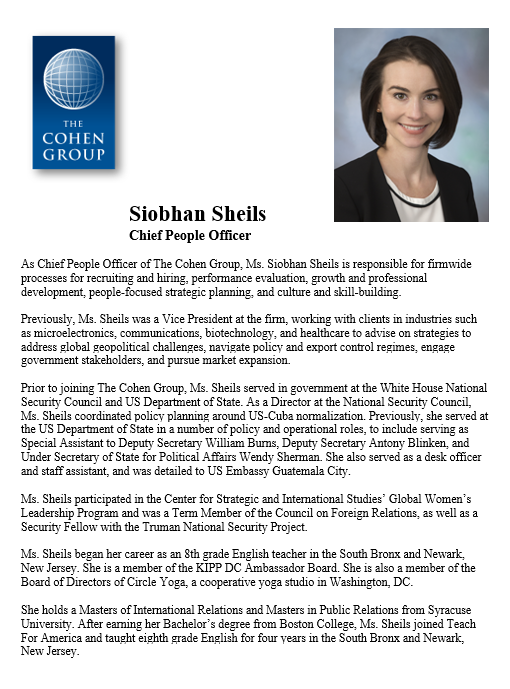 THE
COHEN
GROUP
Siobhan Sheils
Chief People Officer
As Chief People Officer of The Cohen Group, Ms. Siobhan Sheils is responsible for firmwide
processes for recruiting and hiring, performance evaluation, growth and professional
development, people-focused strategic planning, and culture and skill-building.
Previously, Ms. Sheils was a Vice President at the firm, working with clients in industries such
as microelectronics, communications, biotechnology, and healthcare to advise on strategies to
address global geopolitical challenges, navigate policy and export control regimes, engage
government stakeholders, and pursue market expansion.
Prior to joining The Cohen Group, Ms. Sheils served in government at the White House National
Security Council and US Department of State. As a Director at the National Security Council,
Ms. Sheils coordinated policy planning around US-Cuba normalization. Previously, she served at
the US Department of State in a number of policy and operational roles, to include serving as
Special Assistant to Deputy Secretary William Burns, Deputy Secretary Antony Blinken, and
Under Secretary of State for Political Affairs Wendy Sherman. She also served as a desk officer
and staff assistant, and was detailed to US Embassy Guatemala City.
Ms. Sheils participated in the Center for Strategic and International Studies’ Global Women’s
Leadership Program and was a Term Member of the Council on Foreign Relations, as well as a
Security Fellow with the Truman National Security Project.
Ms. Sheils began her career as an 8th grade English teacher in the South Bronx and Newark,
New Jersey. She is a member of the KIPP DC Ambassador Board. She is also a member of the
Board of Directors of Circle Yoga, a cooperative yoga studio in Washington, DC.
She holds a Masters of International Relations and Masters in Public Relations from Syracuse
University. After earning her Bachelor’s degree from Boston College, Ms. Sheils joined Teach
For America and taught eighth grade English for four years in the South Bronx and Newark,
New Jersey.